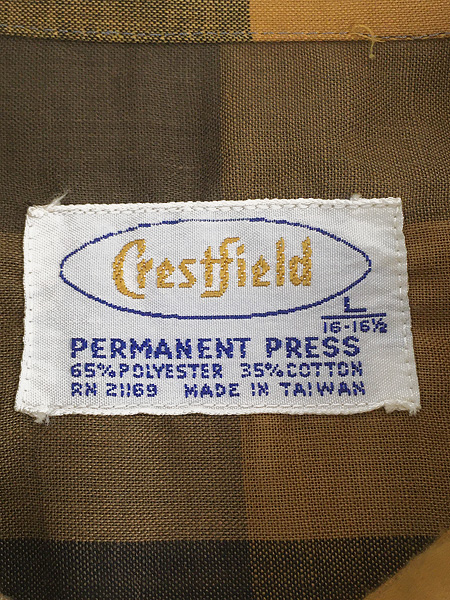 Crestfield
L
16-16½
PERMANENT PRESS
65% POLYESTER 35% COTTON
RN 21169 MADE IN TAIWAN